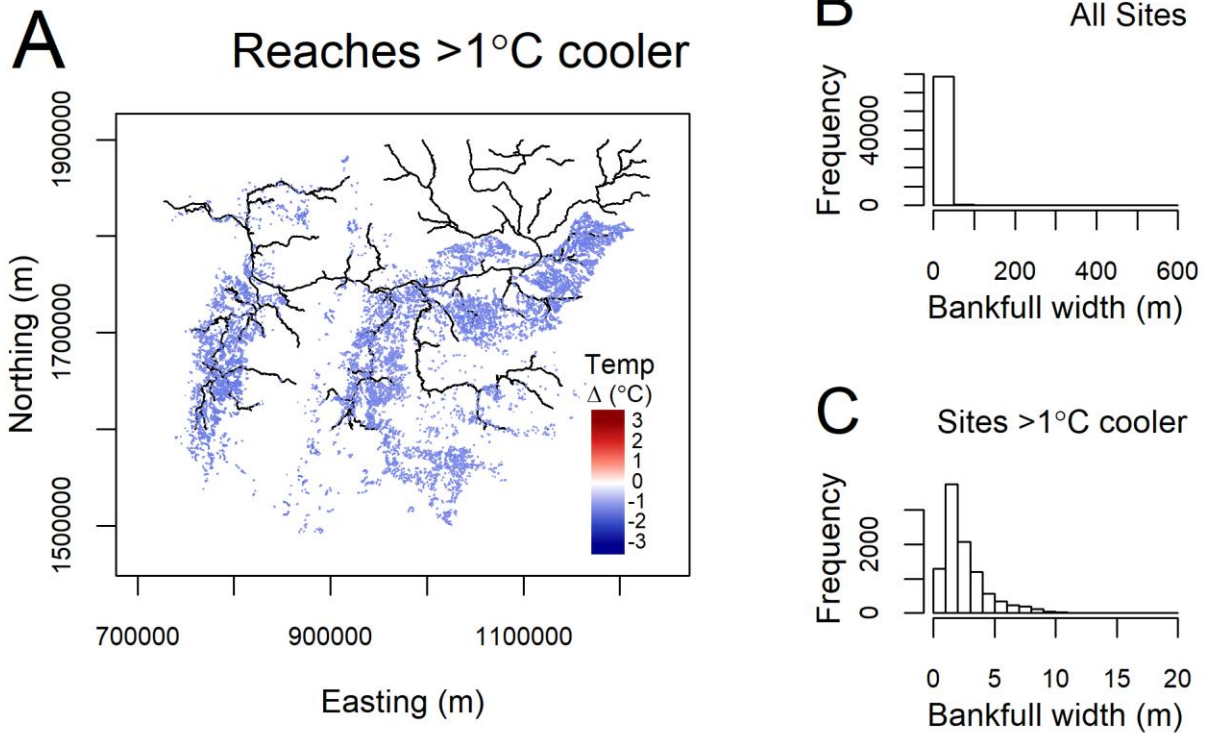 A
Reaches >1°C cooler
Northing (m)
1900000
1700000
1500000
700000
900000
1100000
Easting (m)
Temp
Δ (°C)
3
2
1
0
-1
-2
-3
B
All Sites
Frequency
40000
0
0 200 400 600
Bankfull width (m)
C
Sites >1°C cooler
Frequency
2000
0
0 5 10 15 20
Bankfull width (m)